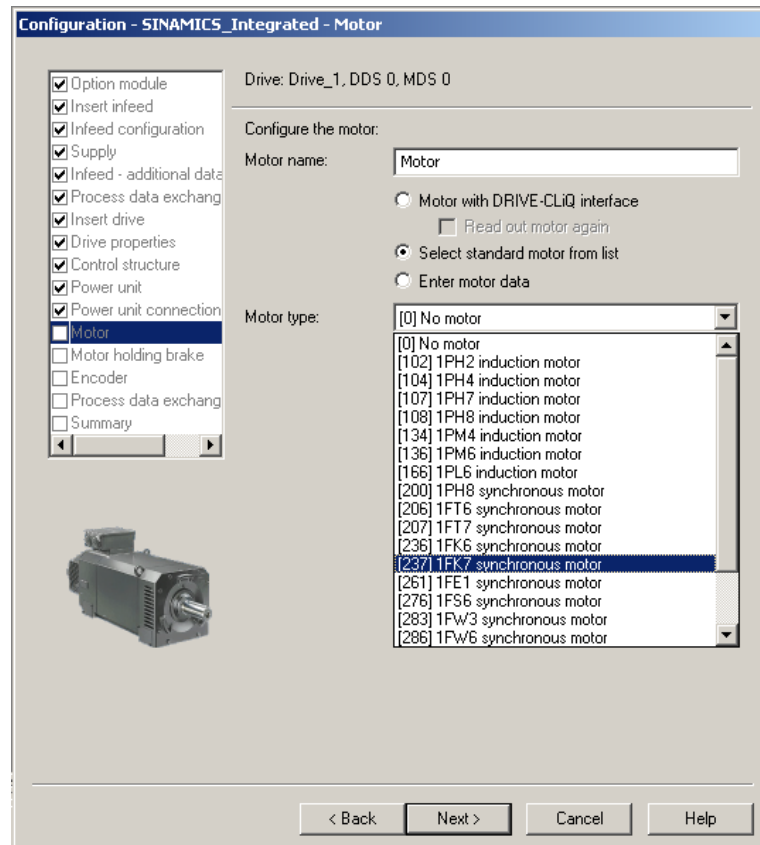 Configuration - SINAMICS_Integrated - Motor
Option module
Insert infeed
Infeed configuration
Supply
Infeed - additional data
Process data exchang
Insert drive
Drive properties
Control structure
Power unit
Power unit connection
Motor
Motor holding brake
Encoder
Process data exchang
Summary
Drive: Drive_1, DDS 0, MDS 0
Configure the motor:
Motor name:
Motor
Motor with DRIVE-CLiQ interface
Read out motor again
Select standard motor from list
Enter motor data
Motor type:
[0] No motor
[0] No motor
[102] 1PH2 induction motor
[104] 1PH4 induction motor
[107] 1PH7 induction motor
[108] 1PH8 induction motor
[134] 1PM4 induction motor
[136] 1PM6 induction motor
[166] 1PL6 induction motor
[200] 1PH8 synchronous motor
[206] 1FT6 synchronous motor
[207] 1FT7 synchronous motor
[236] 1FK6 synchronous motor
[237] 1FK7 synchronous motor
[261] 1FE1 synchronous motor
[276] 1FS6 synchronous motor
[283] 1FW3 synchronous motor
[286] 1FW6 synchronous motor
< Back
Next >
Cancel
Help